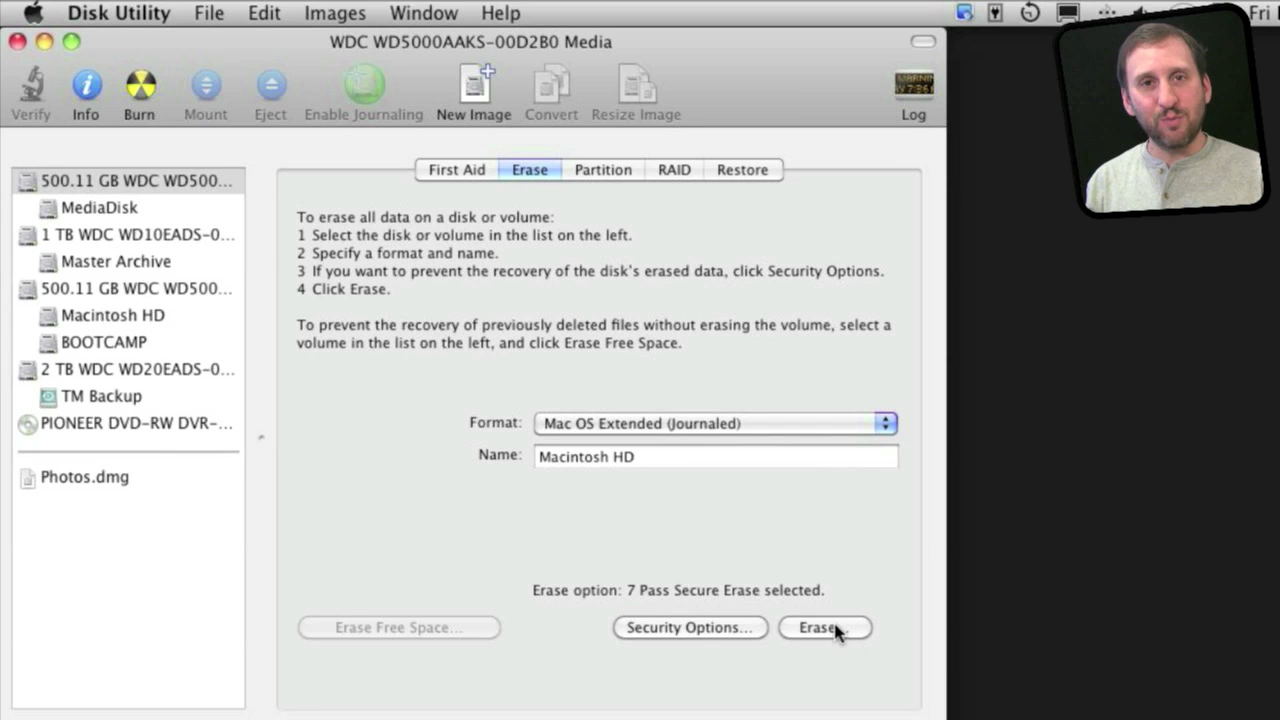 Disk Utility File Edit Images Window Help Fri
WDC WD5000AAKS-00D2B0 Media
Verify Info Burn Mount Eject Enable Journaling New Image Convert Resize Image Log
First Aid Erase Partition RAID Restore
500.11 GB WDC WD500...
MediaDisk
1 TB WDC WD10EADS-0...
Master Archive
500.11 GB WDC WD500...
Macintosh HD
BOOTCAMP
2 TB WDC WD20EADS-0...
TM Backup
PIONEER DVD-RW DVR-...
Photos.dmg
To erase all data on a disk or volume:
1 Select the disk or volume in the list on the left.
2 Specify a format and name.
3 If you want to prevent the recovery of the disk's erased data, click Security Options.
4 Click Erase.
To prevent the recovery of previously deleted files without erasing the volume, select a
volume in the list on the left, and click Erase Free Space.
Format: Mac OS Extended (Journaled)
Name: Macintosh HD
Erase option: 7 Pass Secure Erase selected.
Erase Free Space... Security Options... Erase...